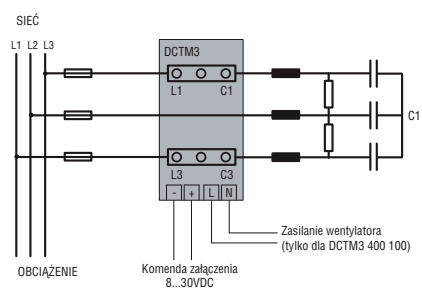 SIEĆ
L1 L2 L3
DCTM3
L1 C1
C1
L3 C3
- + L N
Zasilanie wentylatora
(tylko dla DCTM3 400 100)
OBCIĄŻENIE
Komenda załączenia
8...30VDC